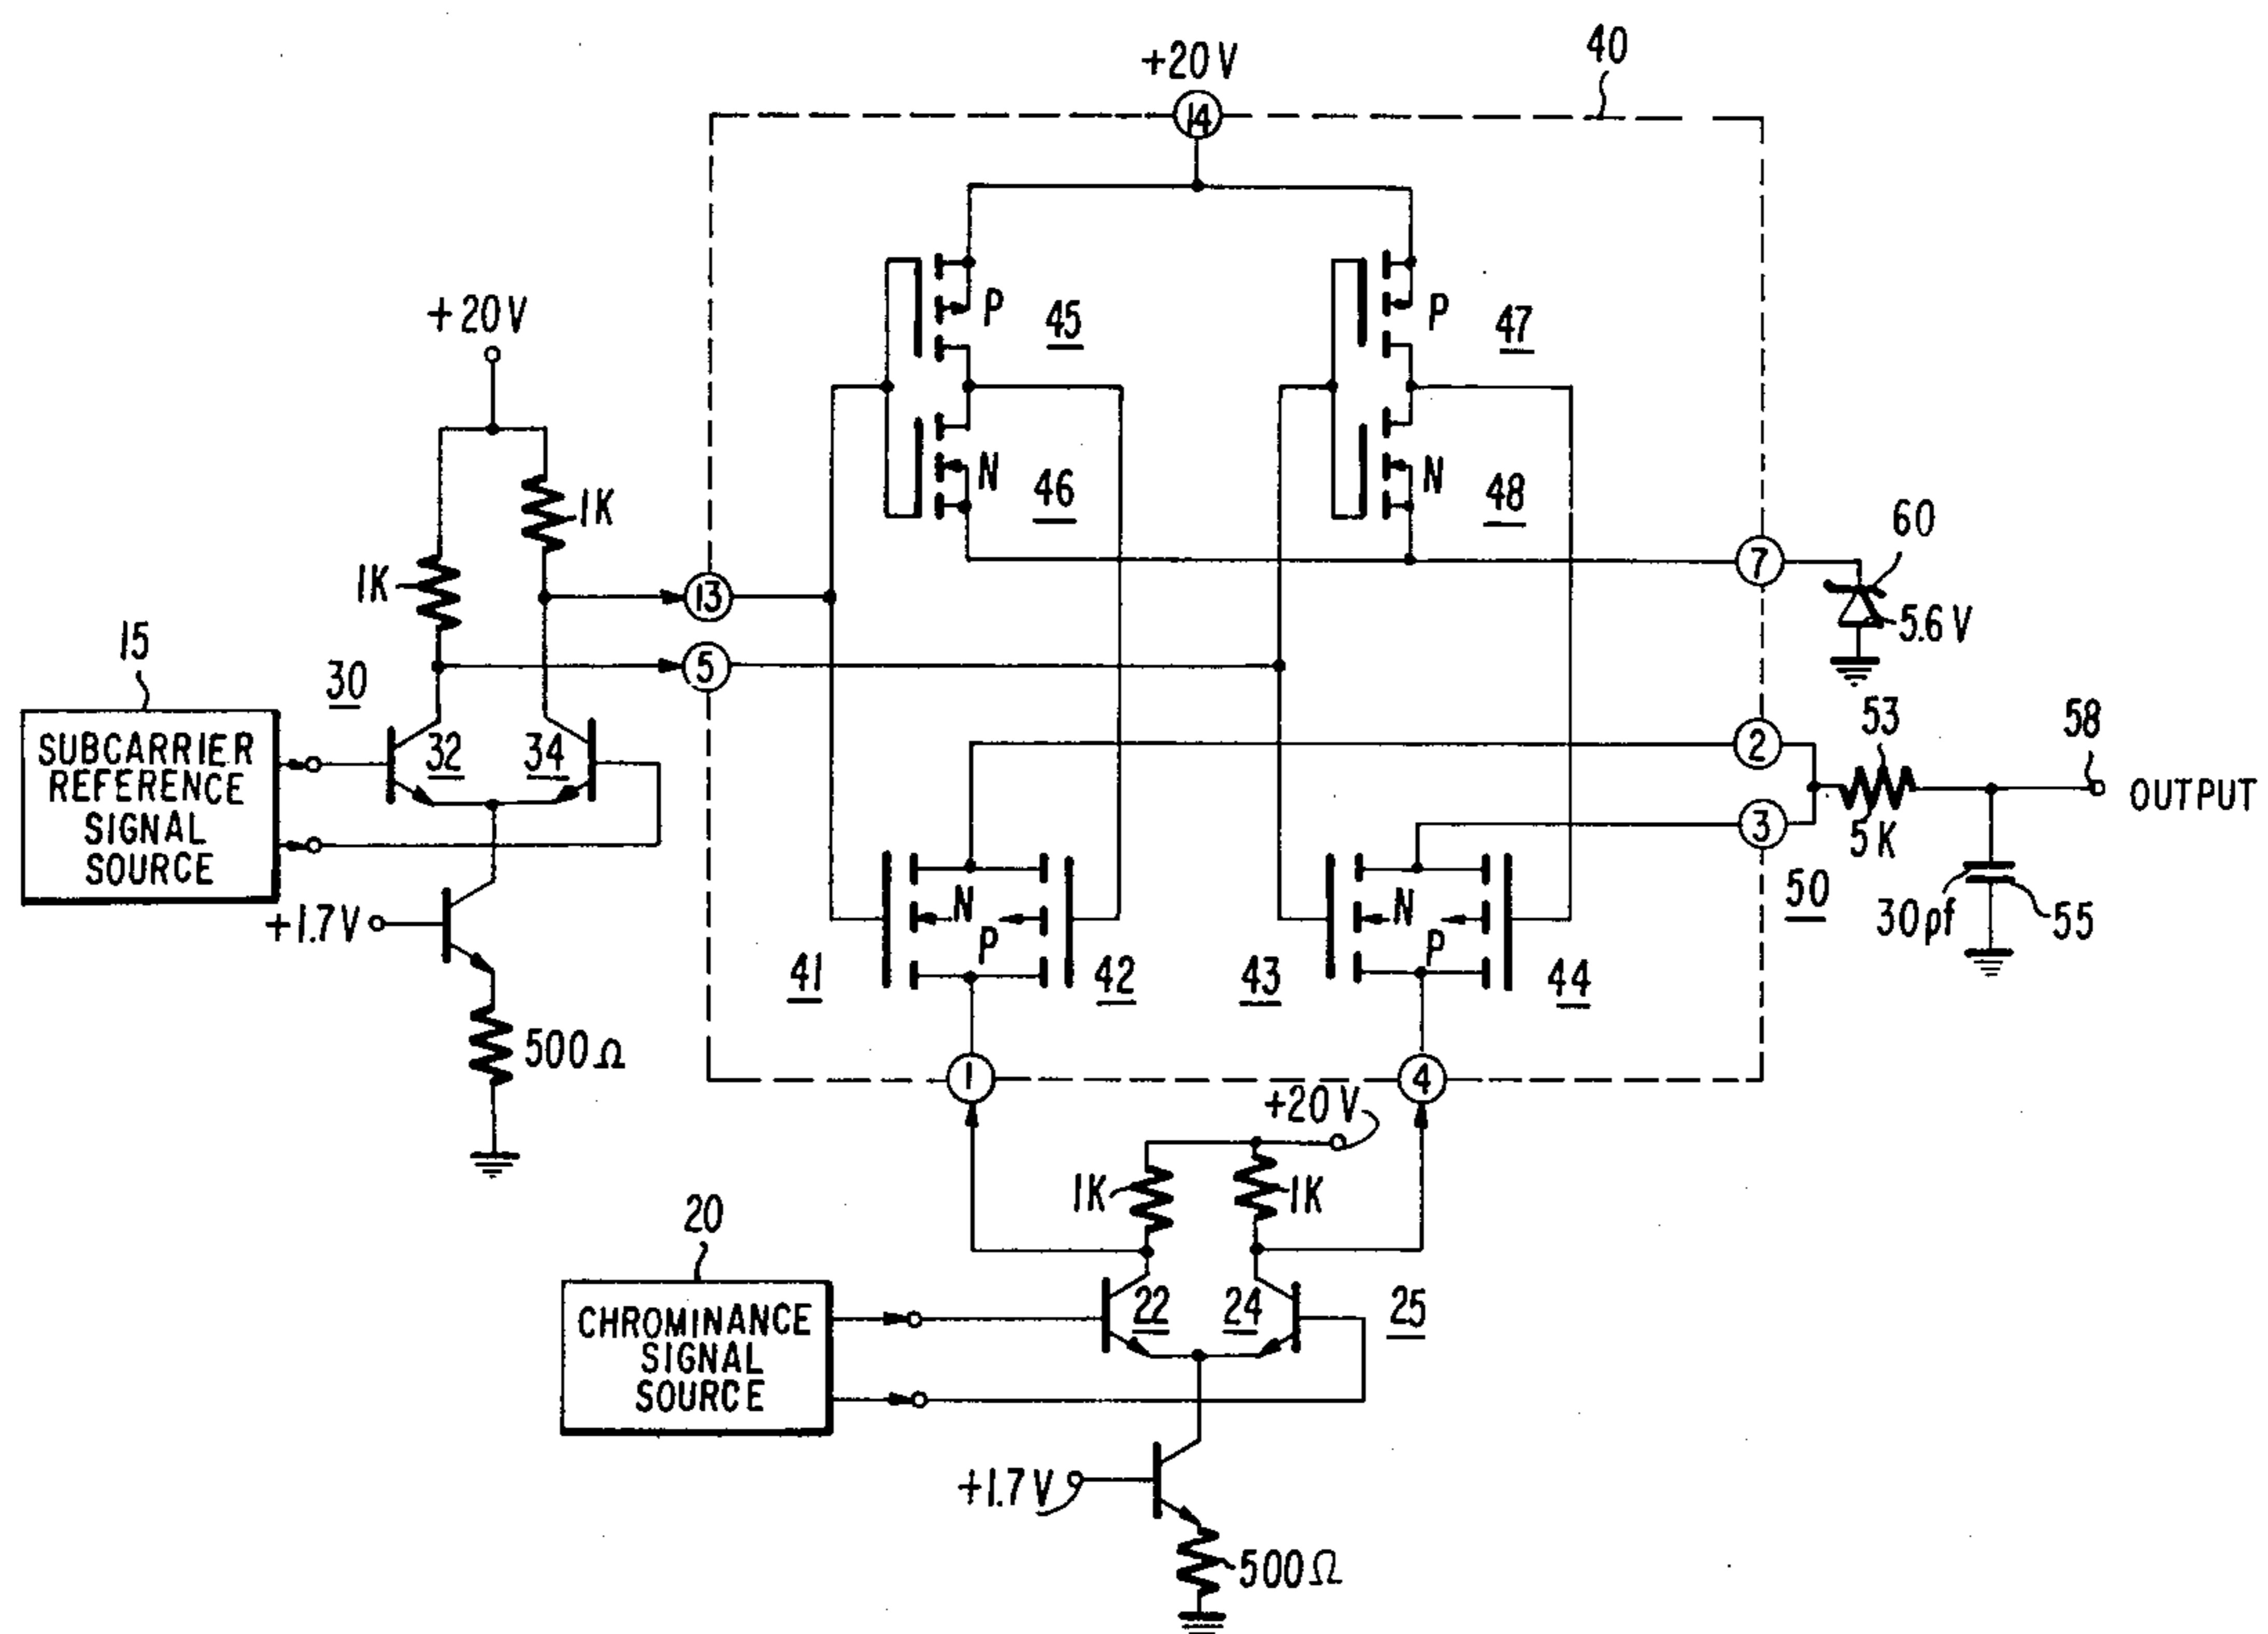 40
+20V
14
P
45
P
47
+20V
N
46
N
48
1K
1K
7
60
5.6V
13
15
30
5
53
58
SUBCARRIER
REFERENCE
SIGNAL
SOURCE
32
34
2
OUTPUT
3
5K
50
30pf
55
+1.7V
N
P
N
P
41
42
43
44
500Ω
1
4
+20V
1K
1K
20
CHROMINANCE
SIGNAL
SOURCE
22
24
25
+1.7V
500Ω